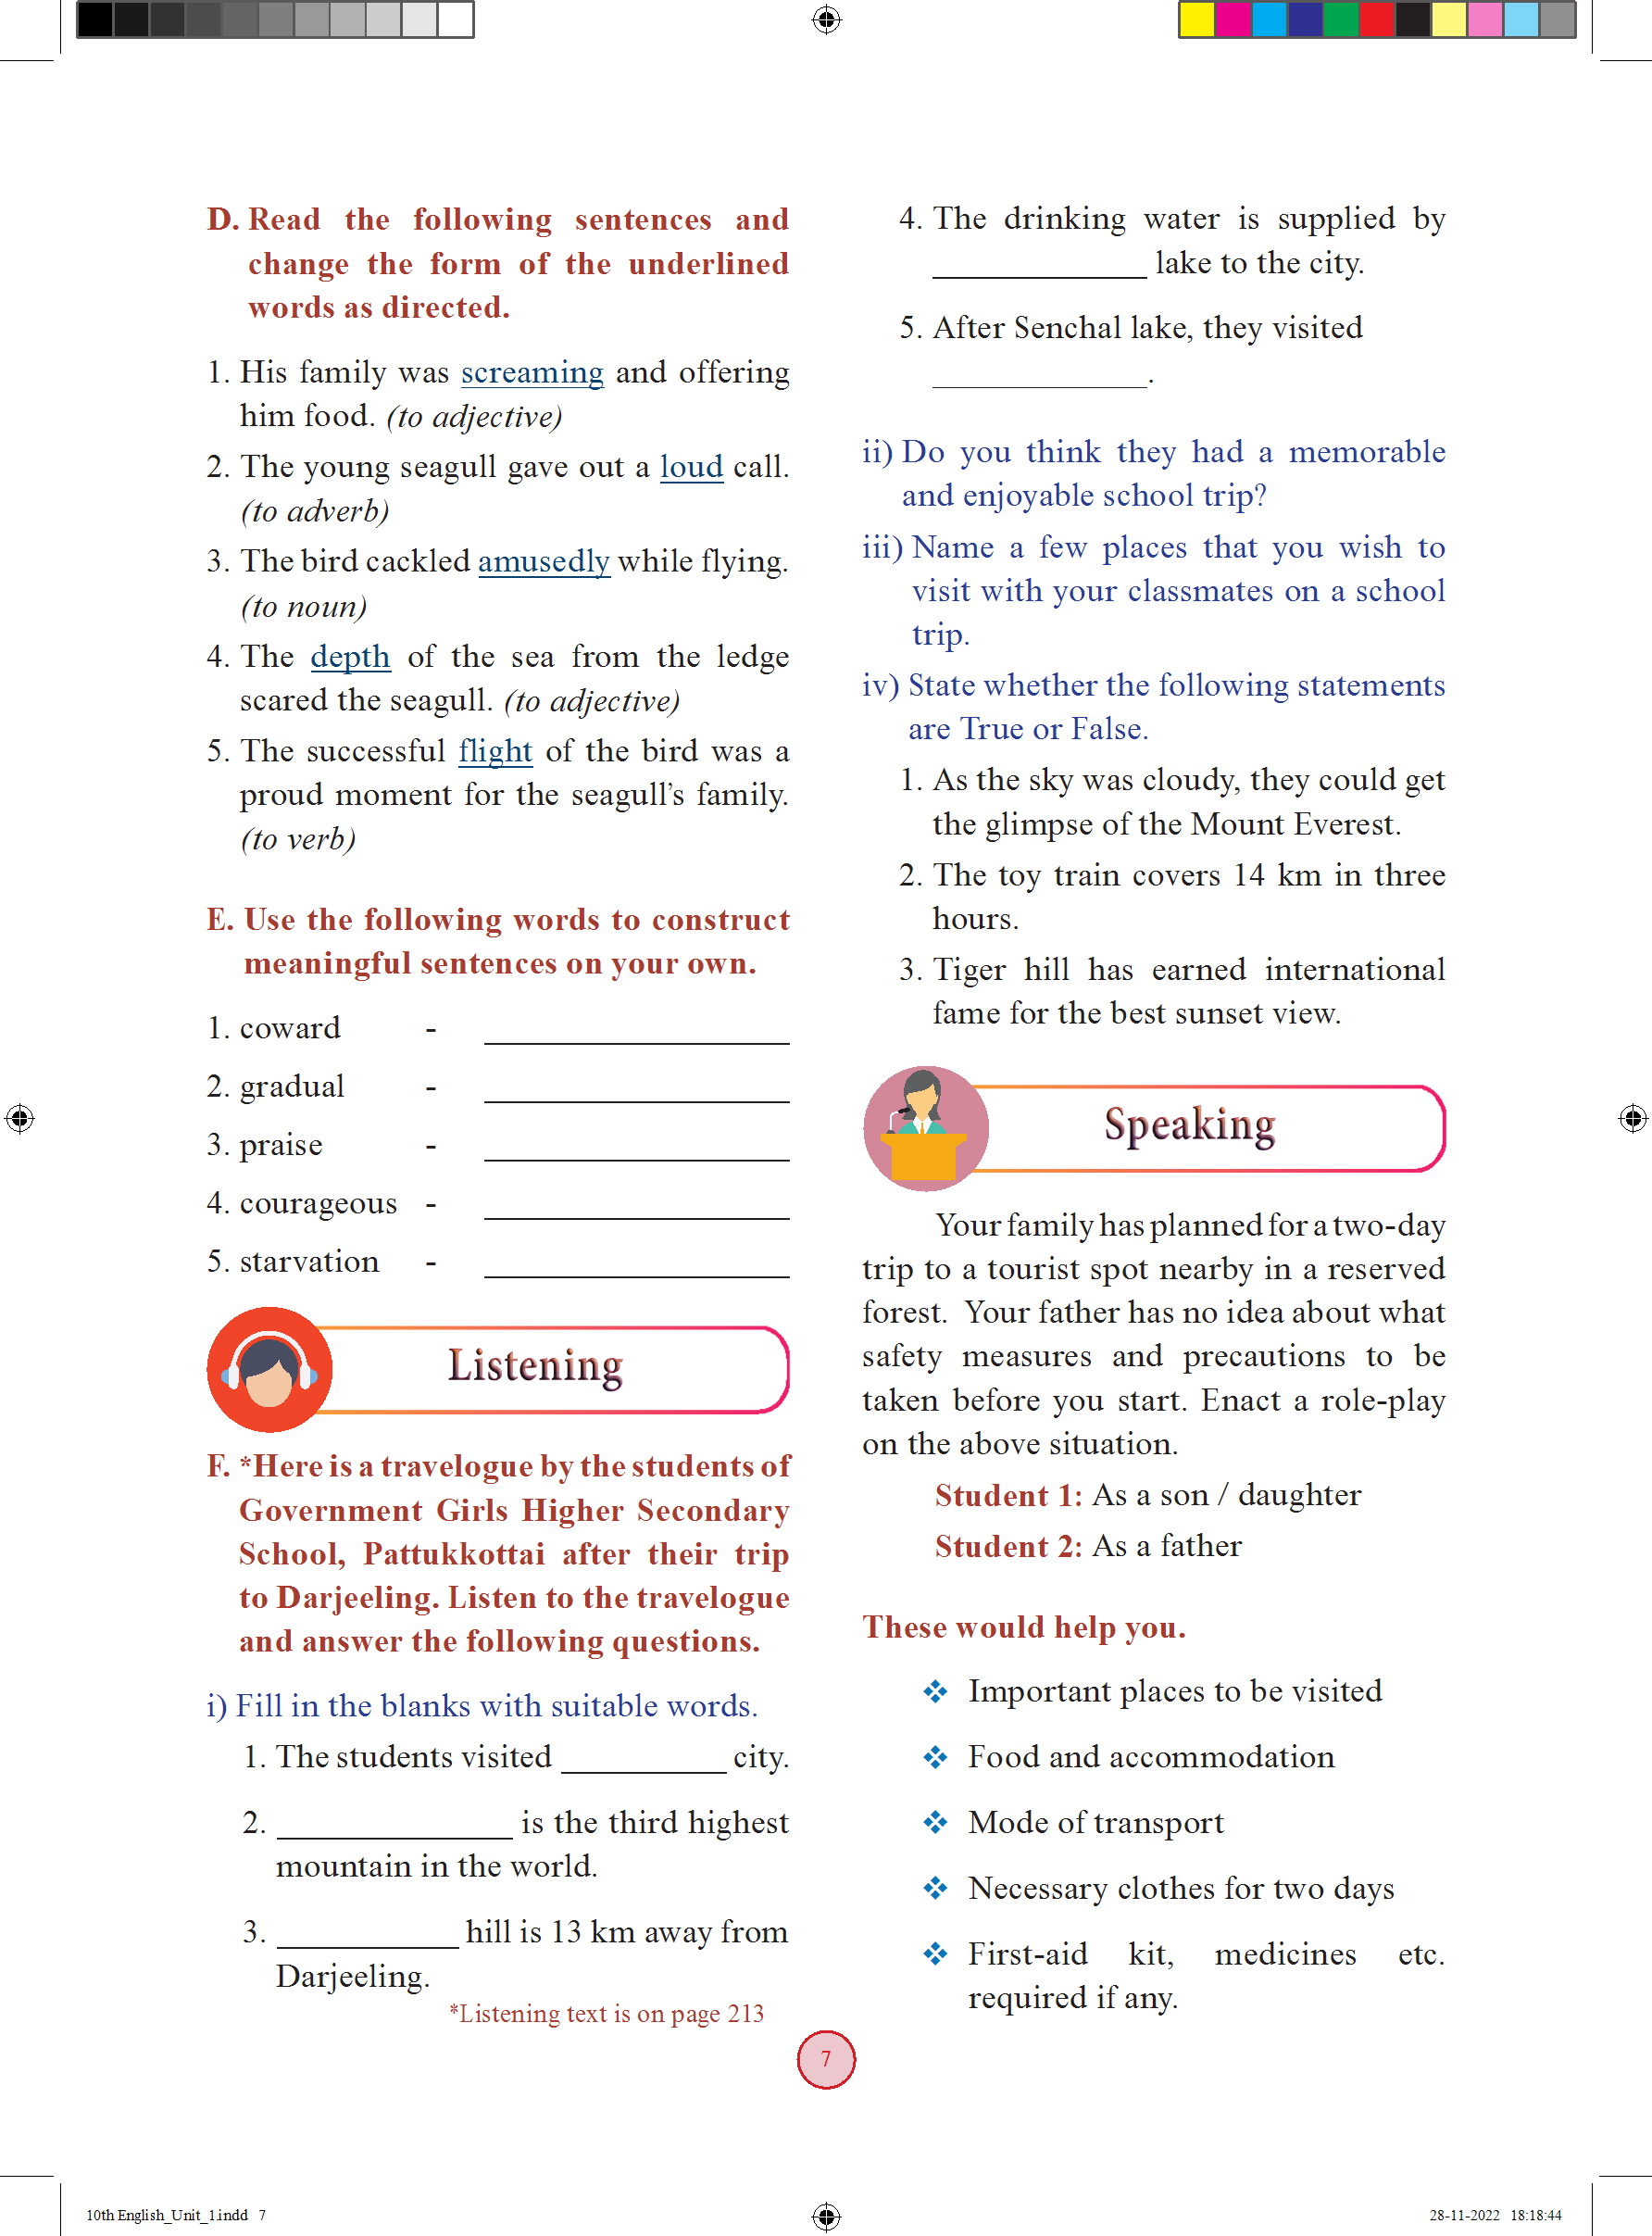 D. Read the following sentences and
change the form of the underlined
words as directed.
1. His family was screaming and offering
him food. (to adjective)
2. The young seagull gave out a loud call.
(to adverb)
3. The bird cackled amusedly while flying.
(to noun)
4. The depth of the sea from the ledge
scared the seagull. (to adjective)
5. The successful flight of the bird was a
proud moment for the seagull’s family.
(to verb)
E. Use the following words to construct
meaningful sentences on your own.
1. coward - ____________________
2. gradual - ____________________
3. praise - ____________________
4. courageous - ____________________
5. starvation - ____________________
Listening
F. *Here is a travelogue by the students of
Government Girls Higher Secondary
School, Pattukkottai after their trip
to Darjeeling. Listen to the travelogue
and answer the following questions.
i) Fill in the blanks with suitable words.
1. The students visited __________ city.
2. ______________ is the third highest
mountain in the world.
3. ___________ hill is 13 km away from
Darjeeling.
*Listening text is on page 213
4. The drinking water is supplied by
_____________ lake to the city.
5. After Senchal lake, they visited
_____________.
ii) Do you think they had a memorable
and enjoyable school trip?
iii) Name a few places that you wish to
visit with your classmates on a school
trip.
iv) State whether the following statements
are True or False.
1. As the sky was cloudy, they could get
the glimpse of the Mount Everest.
2. The toy train covers 14 km in three
hours.
3. Tiger hill has earned international
fame for the best sunset view.
Speaking
Your family has planned for a two-day
trip to a tourist spot nearby in a reserved
forest. Your father has no idea about what
safety measures and precautions to be
taken before you start. Enact a role-play
on the above situation.
Student 1: As a son / daughter
Student 2: As a father
These would help you.
❖ Important places to be visited
❖ Food and accommodation
❖ Mode of transport
❖ Necessary clothes for two days
❖ First-aid kit, medicines etc.
required if any.
7
10th English_Unit_1.indd 7
28-11-2022 18:18:44